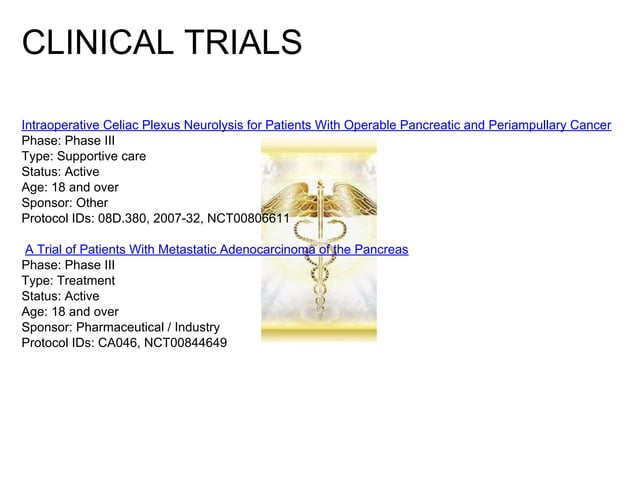 CLINICAL TRIALS
Intraoperative Celiac Plexus Neurolysis for Patients With Operable Pancreatic and Periampullary Cancer
Phase: Phase III
Type: Supportive care
Status: Active
Age: 18 and over
Sponsor: Other
Protocol IDs: 08D.380, 2007-32, NCT00806611
A Trial of Patients With Metastatic Adenocarcinoma of the Pancreas
Phase: Phase III
Type: Treatment
Status: Active
Age: 18 and over
Sponsor: Pharmaceutical / Industry
Protocol IDs: CA046, NCT00844649